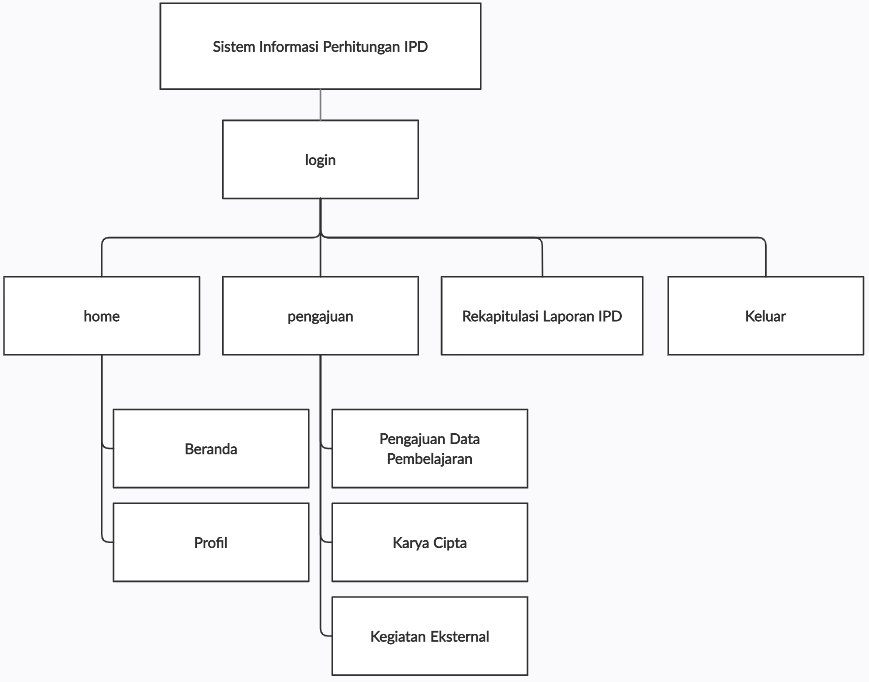 Sistem Informasi Perhitungan IPD
login
home
pengajuan
Rekapitulasi Laporan IPD
Keluar
Beranda
Profil
Pengajuan Data
Pembelajaran
Karya Cipta
Kegiatan Eksternal